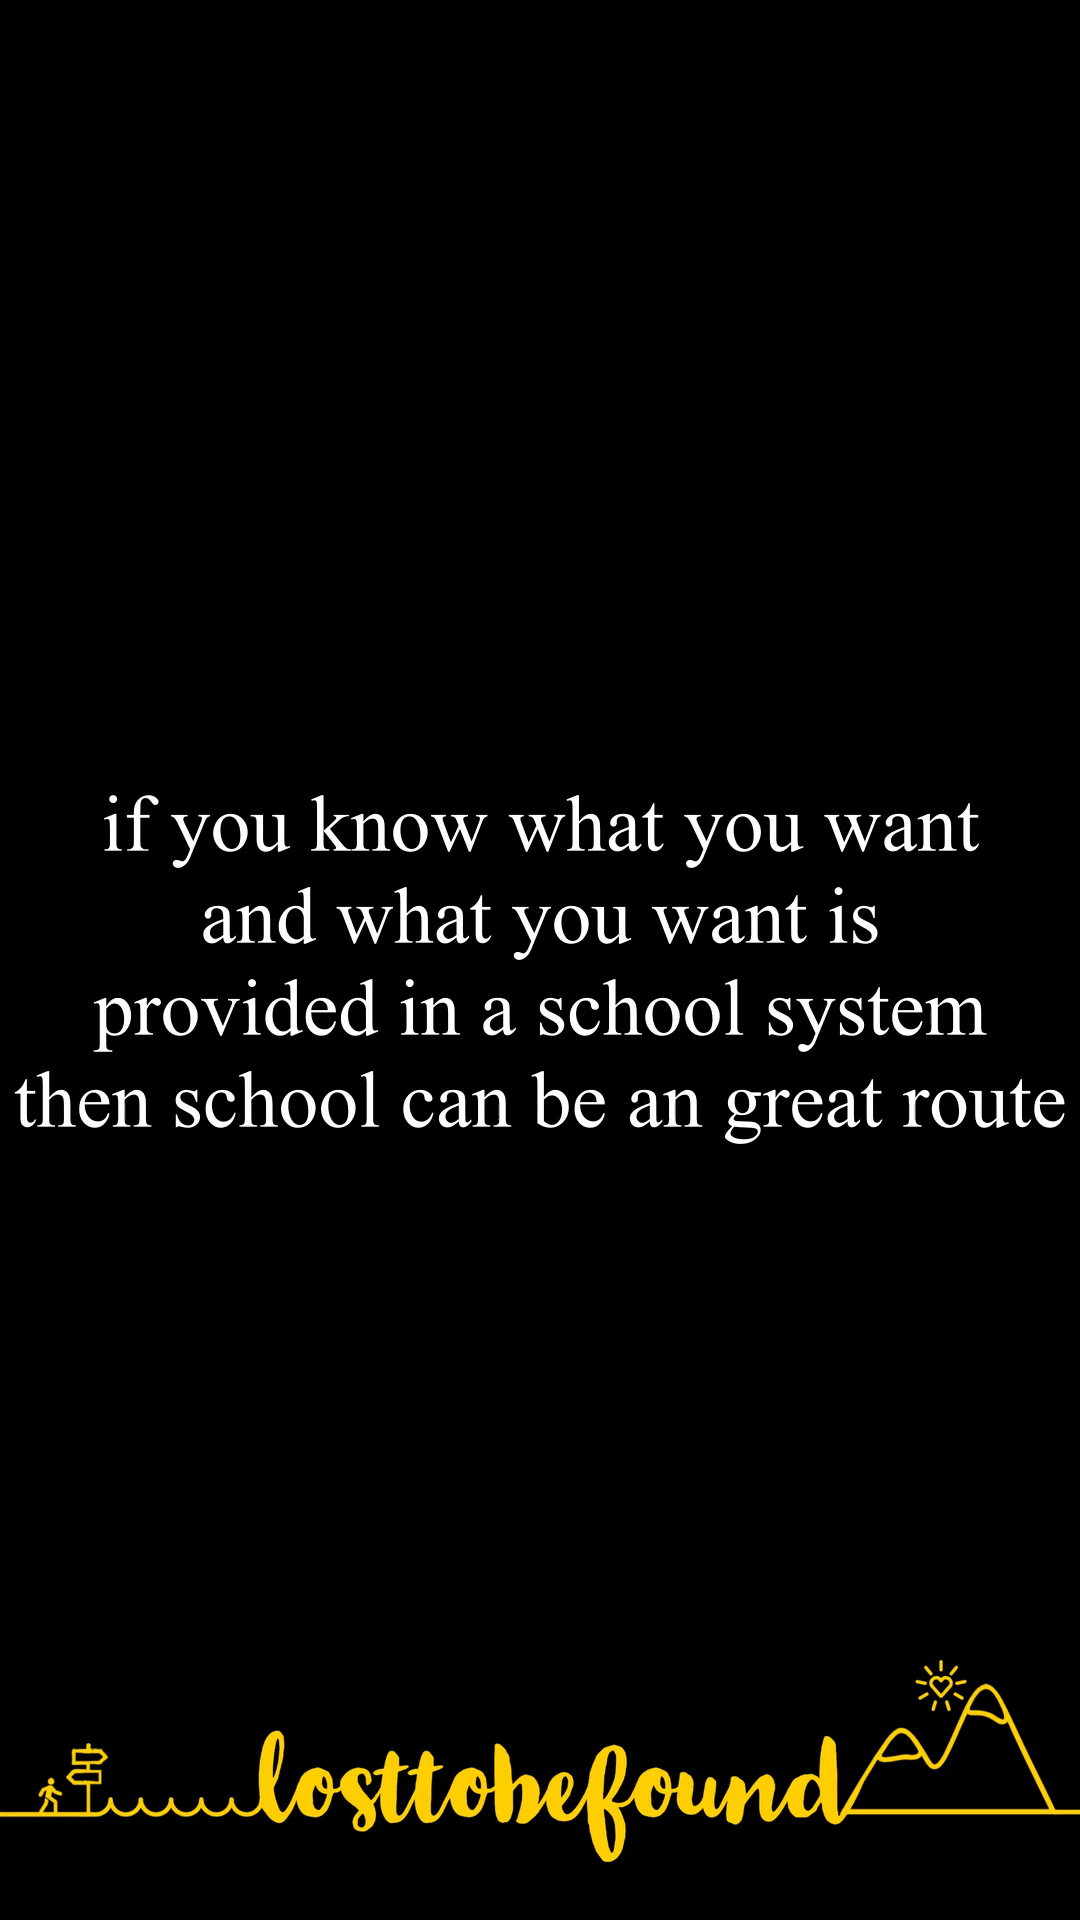 if you know what you want
and what you want is
provided in a school system
then school can be an great route
losttobefound